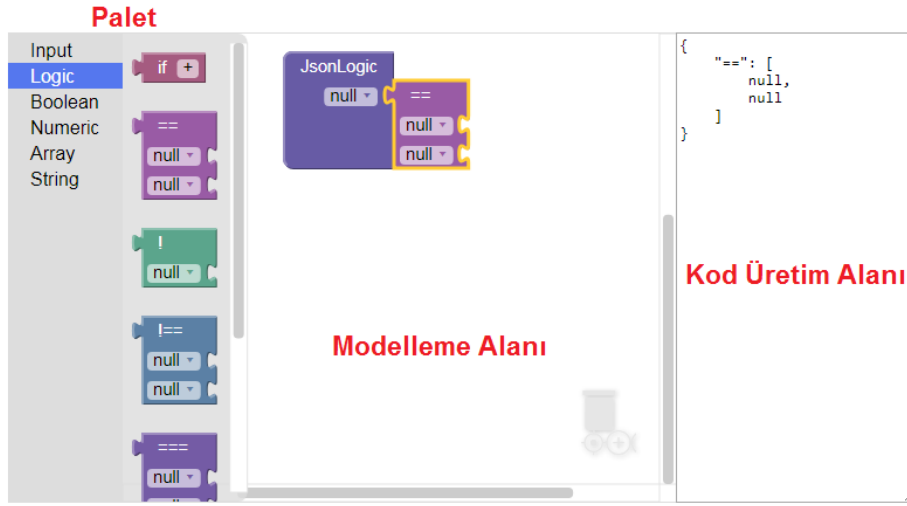 Palet
Input
Logic
Boolean
Numeric
Array
String
if +
==
null
null
!
null
!==
null
null
===
null
JsonLogic
null
==
null
null
Modelleme Alanı
{
"==": [
null,
null
]
}
Kod Üretim Alanı